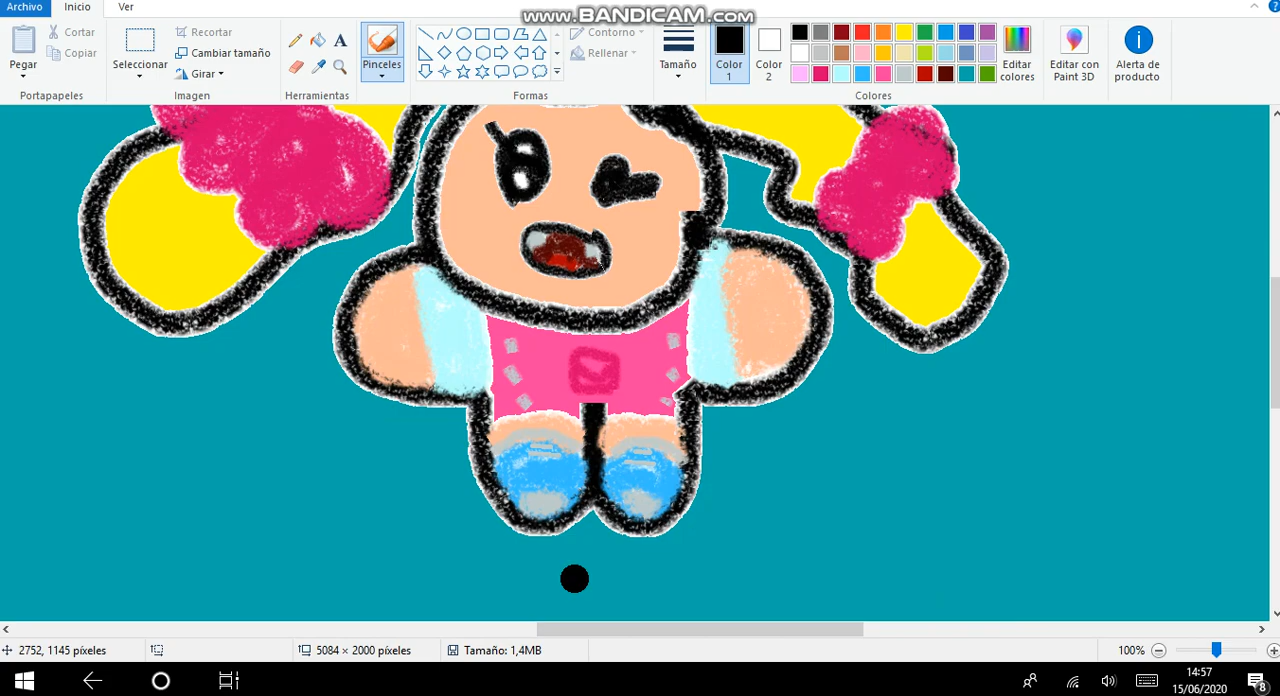 www.BANDICAM.com
Archivo Inicio Ver
Pegar
Cortar
Copiar
Portapapeles
Seleccionar
Recortar
Cambiar tamaño
Girar
Imagen
A
Herramientas
Pinceles
Contorno
Rellenar
Formas
Tamaño
Color
1
Color
2
Editar
colores
Colores
Editar con
Paint 3D
Alerta de
producto
2752, 1145 píxeles
5084 × 2000 píxeles
Tamaño: 1,4MB
100%
14:57
15/06/2020
8